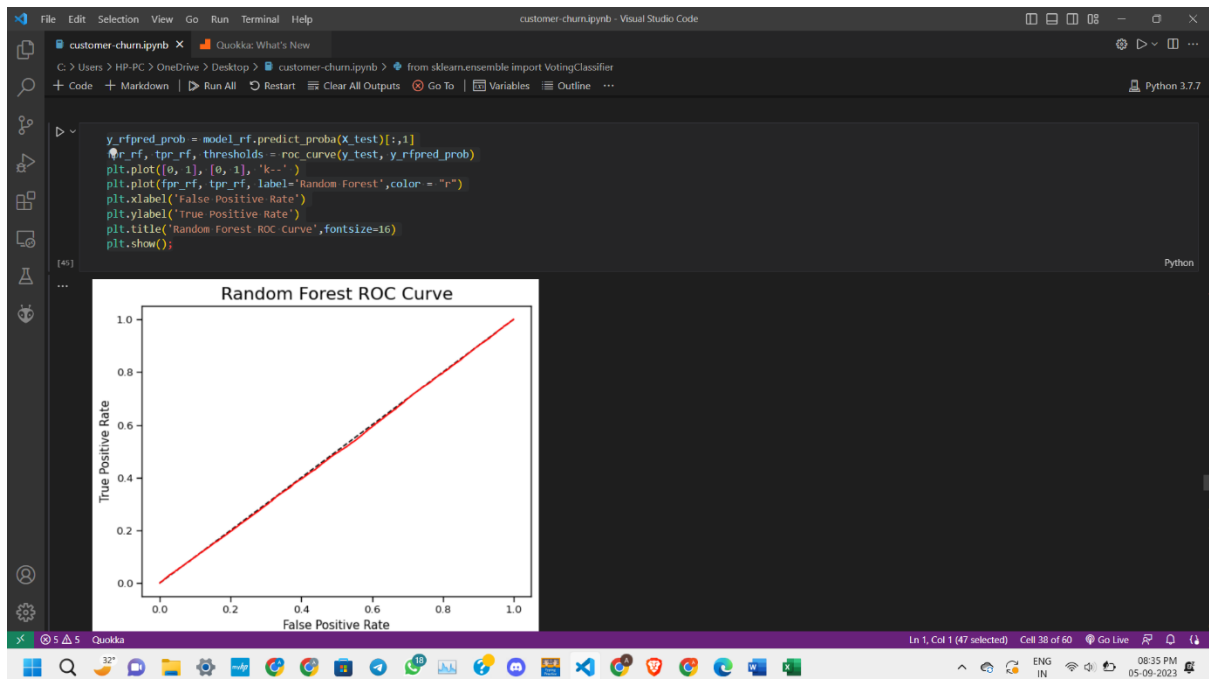 File Edit Selection View Go Run Terminal Help customer-churn.ipynb - Visual Studio Code
customer-churn.ipynb Quokka: What's New
C: > Users > HP-PC > OneDrive > Desktop > customer-churn.ipynb > from sklearn.ensemble import VotingClassifier
+ Code + Markdown | Run All Restart Clear All Outputs Go To | Variables Outline ... Python 3.7.7
y_rfpred_prob = model_rf.predict_proba(X_test)[:,1]
fpr_rf, tpr_rf, thresholds = roc_curve(y_test, y_rfpred_prob)
plt.plot([0, 1], [0, 1], 'k--' )
plt.plot(fpr_rf, tpr_rf, label='Random Forest',color = "r")
plt.xlabel('False Positive Rate')
plt.ylabel('True Positive Rate')
plt.title('Random Forest ROC Curve',fontsize=16)
plt.show();
[45] Python
Random Forest ROC Curve
1.0
0.8
0.6
0.4
0.2
0.0
True Positive Rate
0.0 0.2 0.4 0.6 0.8 1.0
False Positive Rate
5 5 Quokka Ln 1, Col 1 (47 selected) Cell 38 of 60 Go Live
32° 18 ENG 08:35 PM
IN 05-09-2023